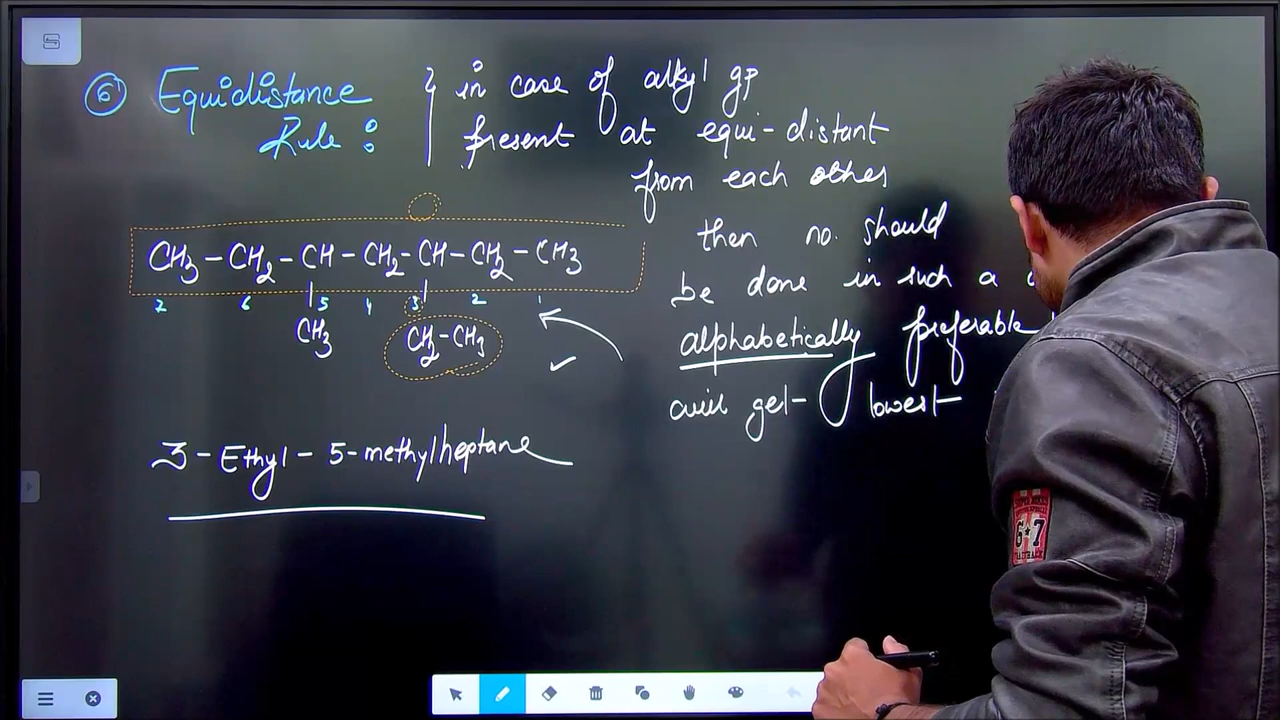 6 Equidistance
Rule :
in case of alkyl gp
present at equi-distant
from each other
then no. should
be done in such a
alphabetically preferable
will get lowest
CH3 - CH2 - CH - CH2 - CH - CH2 - CH3
7 6 5 4 3 2 1
CH3 CH2-CH3
3-Ethyl-5-methylheptane
6★7